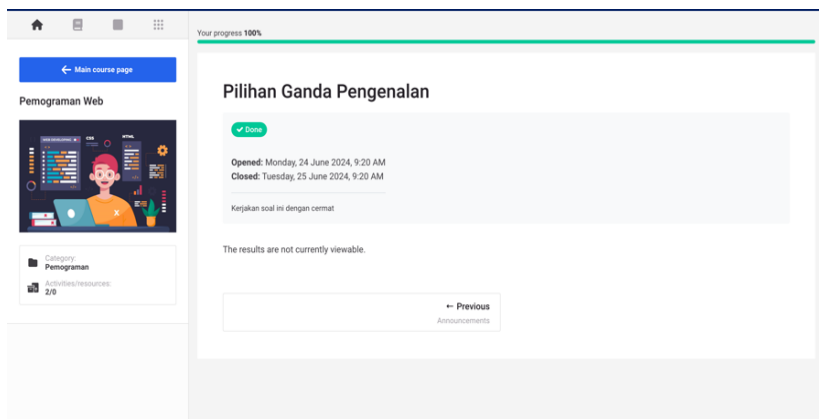 Your progress 100%
← Main course page
Pemograman Web
Category:
Pemograman
Activities/resources:
2/0
Pilihan Ganda Pengenalan
✔ Done
Opened: Monday, 24 June 2024, 9:20 AM
Closed: Tuesday, 25 June 2024, 9:20 AM
Kerjakan soal ini dengan cermat
The results are not currently viewable.
← Previous
Announcements